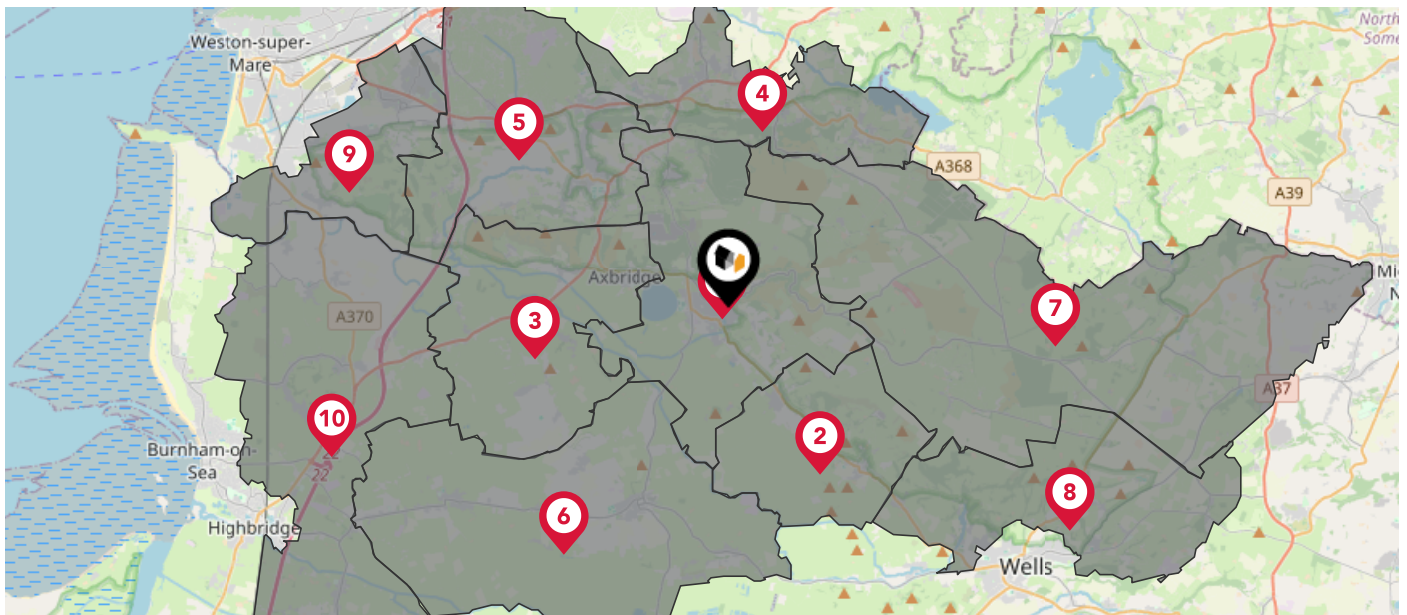 21
North
Some
Weston-super-
Mare
4
5
9
A368
A39
Axbridge
Mi
N
A370
3
7
A37
10
2
Burnham-on-
Sea
22
22
8
6
Highbridge
Wells